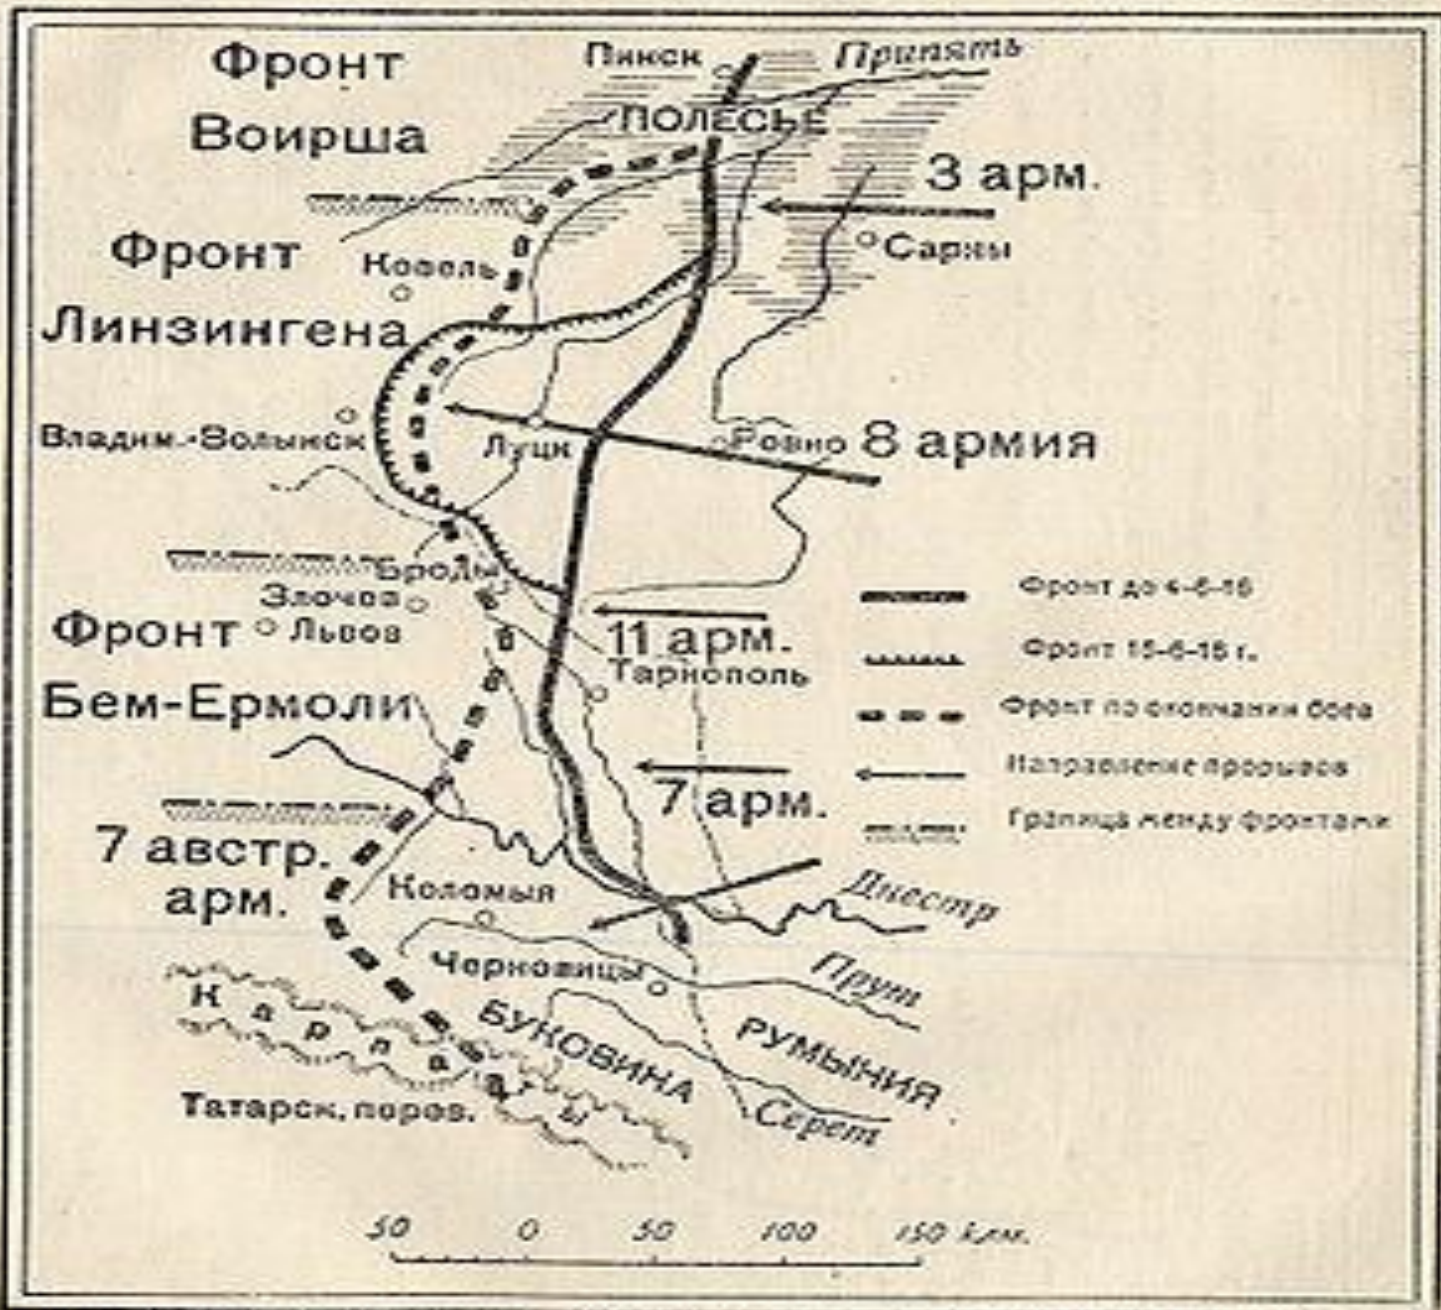 Фронт
Воирша
Пинск
Припять
ПОЛЕСЬЕ
3 арм.
Сарны
Фронт
Линзингена
Ковель
Владим.-Волынск
Луцк
Ровно
8 армия
Броды
Злочев
Львов
Фронт
Бем-Ермоли
11 арм.
Тарнополь
7 арм.
Фронт до 4-6-16
Фронт 15-6-16 г.
Фронт по окончании боев
Направление прорывов
Граница между фронтами
7 австр.
арм.
Коломыя
Днестр
Черновицы
Прут
Карпаты
БУКОВИНА
РУМЫНИЯ
Татарск. перев.
Серет
50 0 50 100 150 клм.